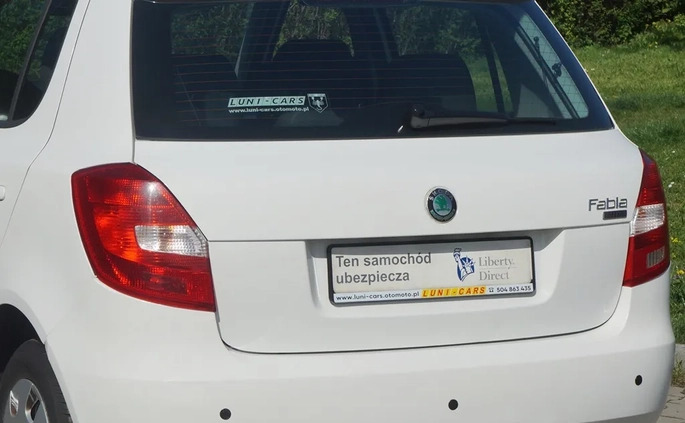 LUNI-CARS
www.luni-cars.otomoto.pl
Fabia
Ten samochód
ubezpiecza
Liberty
Direct
www.luni-cars.otomoto.pl LUNI-CARS ☎ 504 863 435